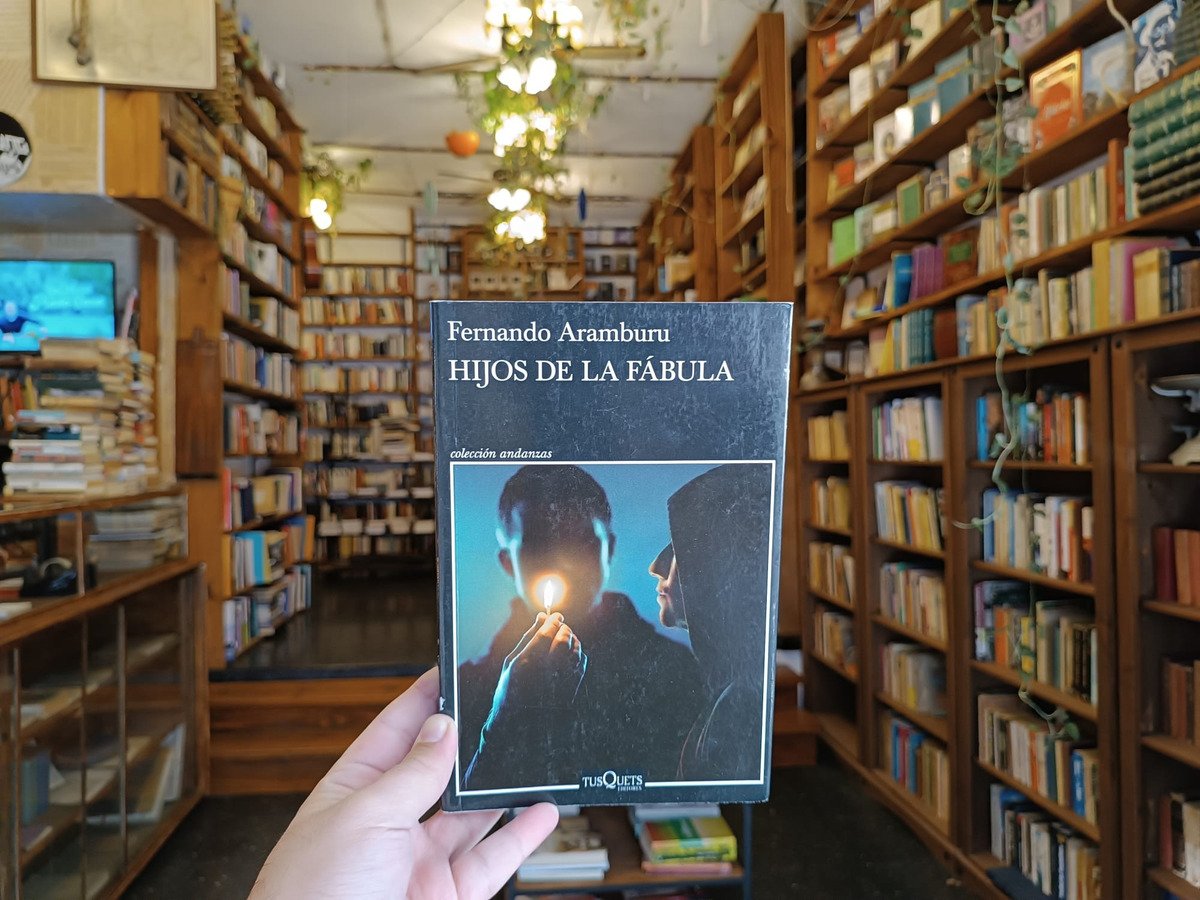 Fernando Aramburu
HIJOS DE LA FÁBULA
colección andanzas
TUSQUETS
EDITORES